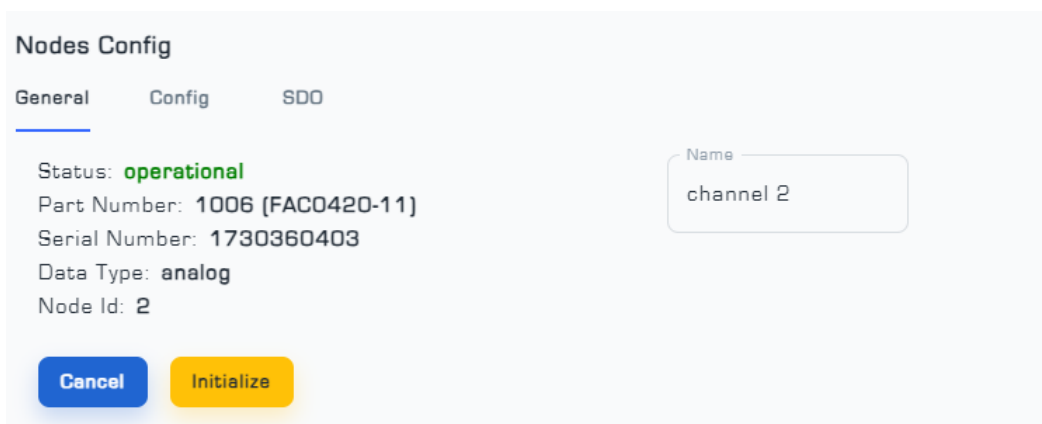 Nodes Config
General Config SDO
Status: operational
Part Number: 1006 (FAC0420-11)
Serial Number: 1730360403
Data Type: analog
Node Id: 2
Name
channel 2
Cancel Initialize